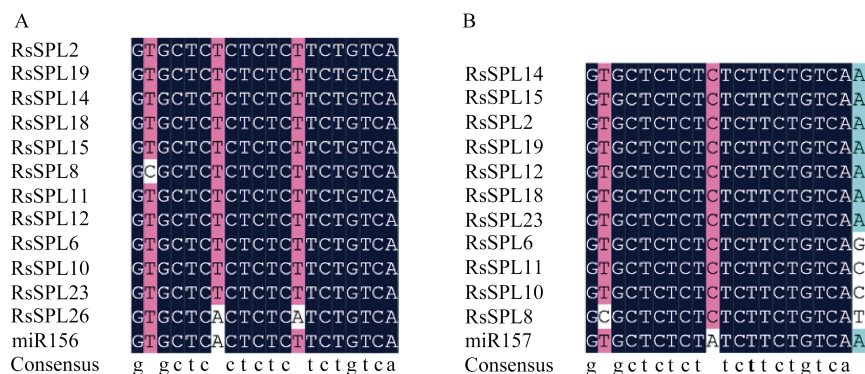 A
RsSPL2 GTGCTCTCTCTCTTCTGTCA
RsSPL19 GTGCTCTCTCTCTTCTGTCA
RsSPL14 GTGCTCTCTCTCTTCTGTCA
RsSPL18 GTGCTCTCTCTCTTCTGTCA
RsSPL15 GTGCTCTCTCTCTTCTGTCA
RsSPL8 GCGCTCTCTCTCTTCTGTCA
RsSPL11 GTGCTCTCTCTCTTCTGTCA
RsSPL12 GTGCTCTCTCTCTTCTGTCA
RsSPL6 GTGCTCTCTCTCTTCTGTCA
RsSPL10 GTGCTCTCTCTCTTCTGTCA
RsSPL23 GTGCTCTCTCTCTTCTGTCA
RsSPL26 GTGCTCACTCTCATCTGTCA
miR156 GTGCTCACTCTCTTCTGTCA
Consensus g gctc ctctc tctgtca
B
RsSPL14 GTGCTCTCTCTCTTCTGTCAA
RsSPL15 GTGCTCTCTCTCTTCTGTCAA
RsSPL2 GTGCTCTCTCTCTTCTGTCAA
RsSPL19 GTGCTCTCTCTCTTCTGTCAA
RsSPL12 GTGCTCTCTCTCTTCTGTCAA
RsSPL18 GTGCTCTCTCTCTTCTGTCAA
RsSPL23 GTGCTCTCTCTCTTCTGTCAA
RsSPL6 GTGCTCTCTCTCTTCTGTCAG
RsSPL11 GTGCTCTCTCTCTTCTGTCAC
RsSPL10 GTGCTCTCTCTCTTCTGTCAC
RsSPL8 GCGCTCTCTCTCTTCTGTCAT
miR157 GTGCTCTCTATCTTCTGTCAA
Consensus g gctctct tcttctgtca